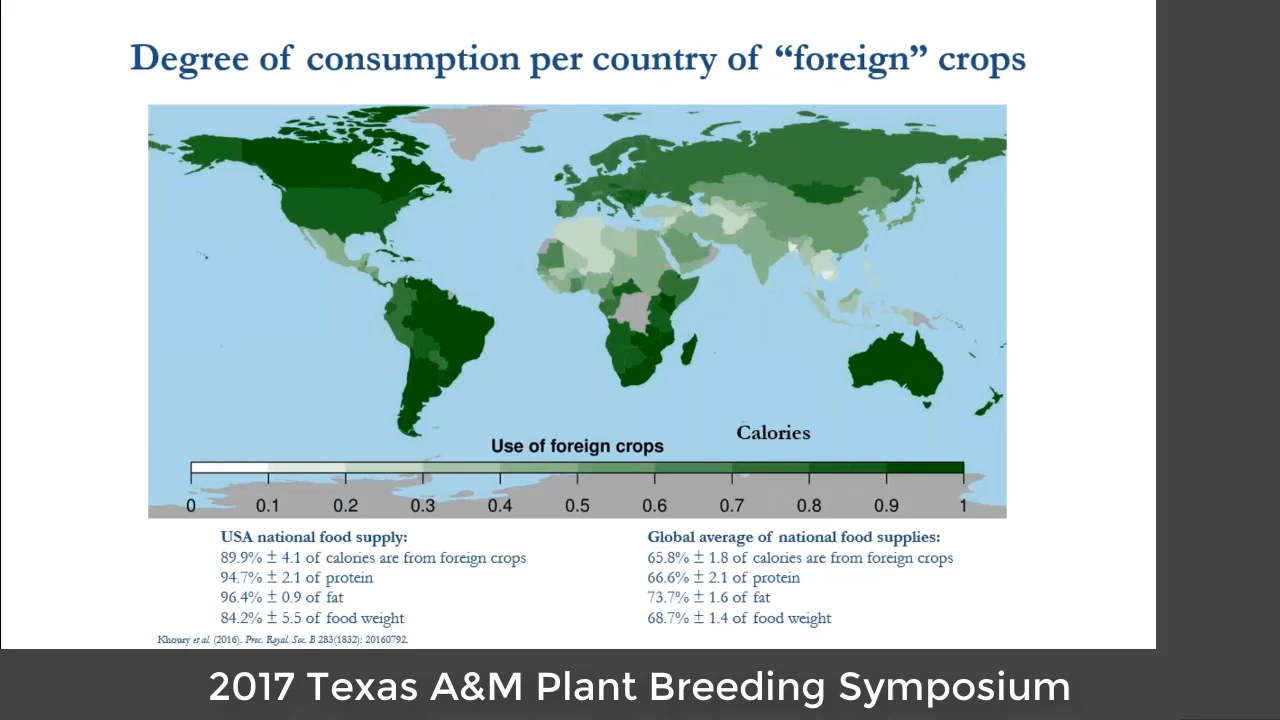 Degree of consumption per country of “foreign” crops
Calories
Use of foreign crops
0 0.1 0.2 0.3 0.4 0.5 0.6 0.7 0.8 0.9 1
USA national food supply:
89.9% ± 4.1 of calories are from foreign crops
94.7% ± 2.1 of protein
96.4% ± 0.9 of fat
84.2% ± 5.5 of food weight
Global average of national food supplies:
65.8% ± 1.8 of calories are from foreign crops
66.6% ± 2.1 of protein
73.7% ± 1.6 of fat
68.7% ± 1.4 of food weight
Khoury et al. (2016). Proc. Royal. Soc. B 283(1832): 20160792.
2017 Texas A&M Plant Breeding Symposium